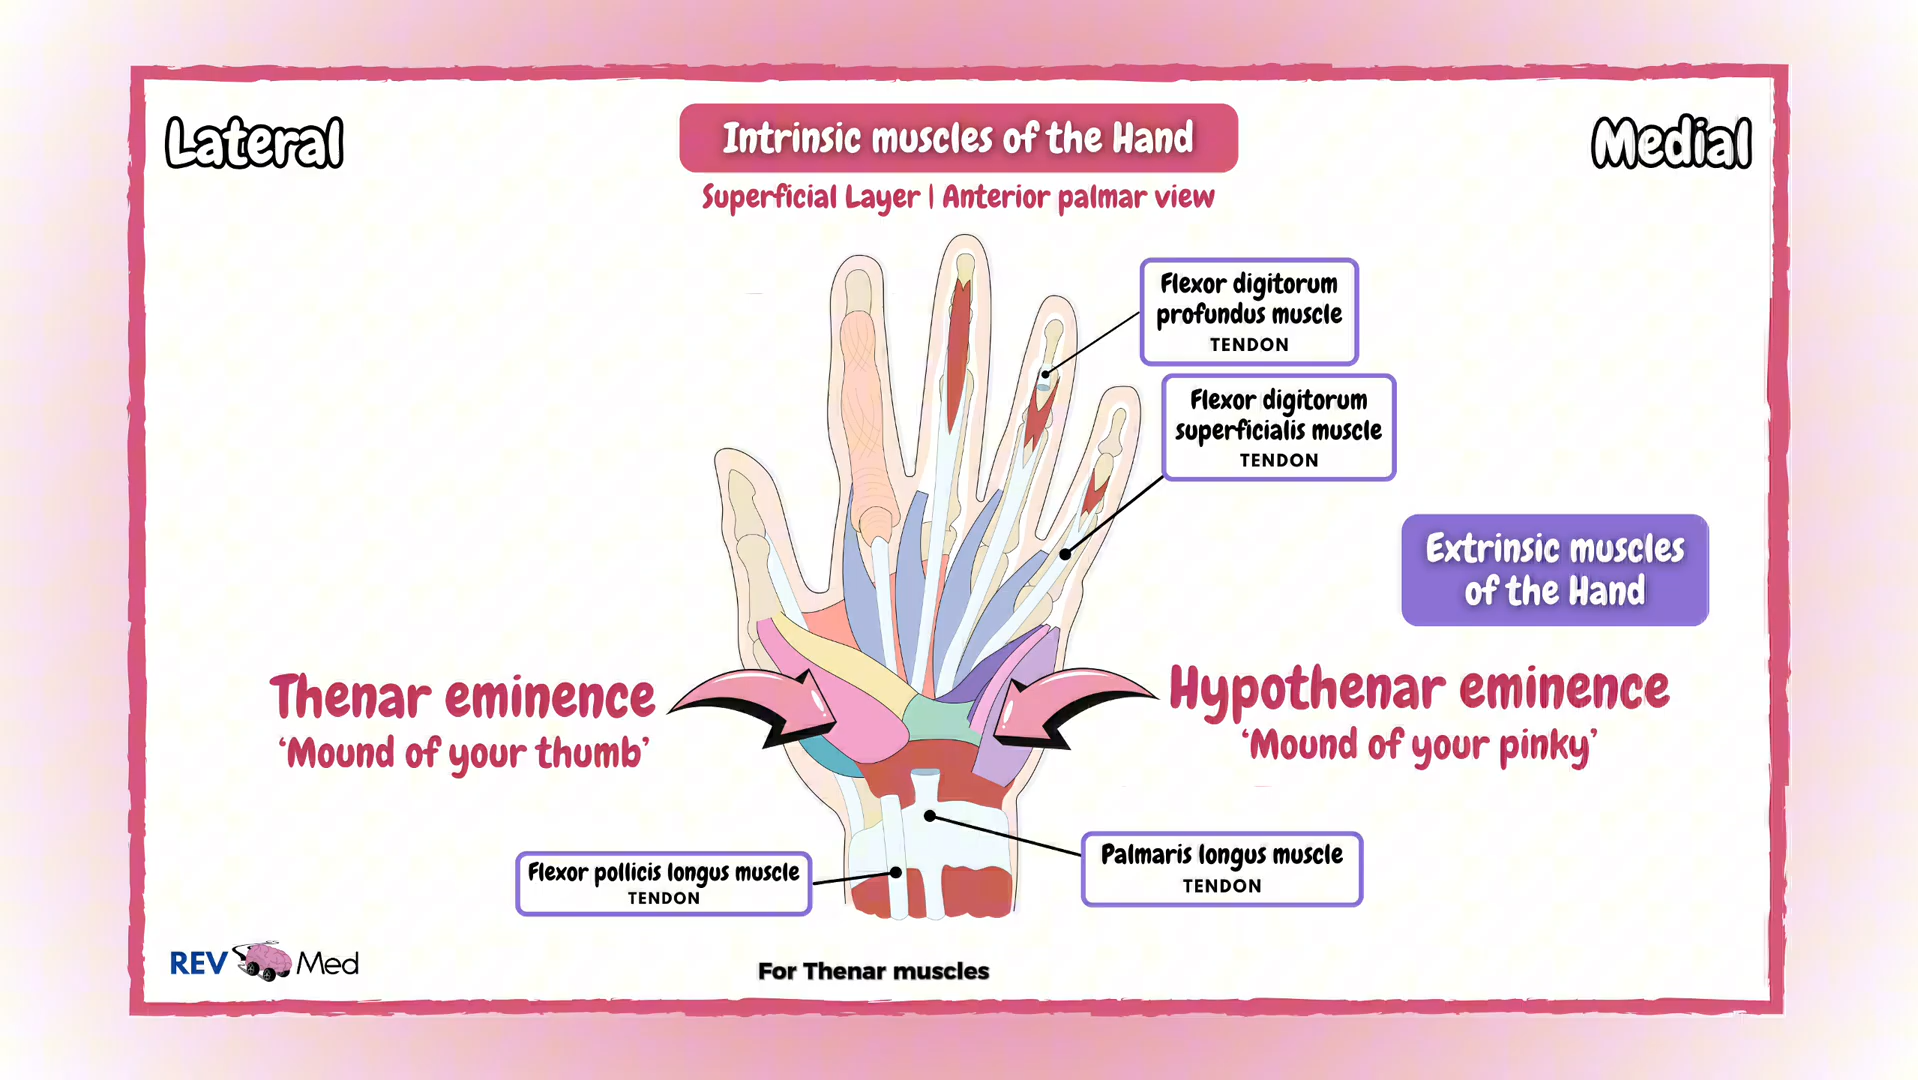 Lateral
Intrinsic muscles of the Hand
Medial
Superficial Layer | Anterior palmar view
Flexor digitorum
profundus muscle
TENDON
Flexor digitorum
superficialis muscle
TENDON
Extrinsic muscles
of the Hand
Thenar eminence
'Mound of your thumb'
Hypothenar eminence
'Mound of your pinky'
Flexor pollicis longus muscle
TENDON
Palmaris longus muscle
TENDON
REV Med
For Thenar muscles